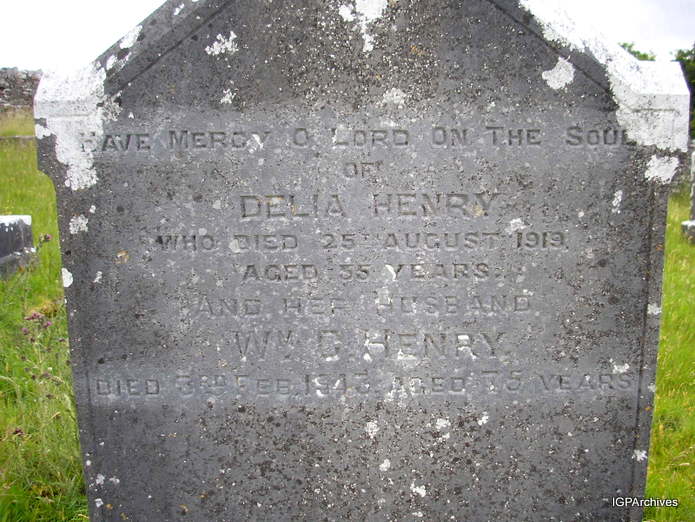 Have Mercy O Lord On The Soul
OF
DELIA HENRY
WHO DIED 25TH AUGUST 1919
AGED 35 YEARS
AND HER HUSBAND
WM G. HENRY
DIED 3RD FEB. 1943 AGED 75 YEARS
IGPArchives